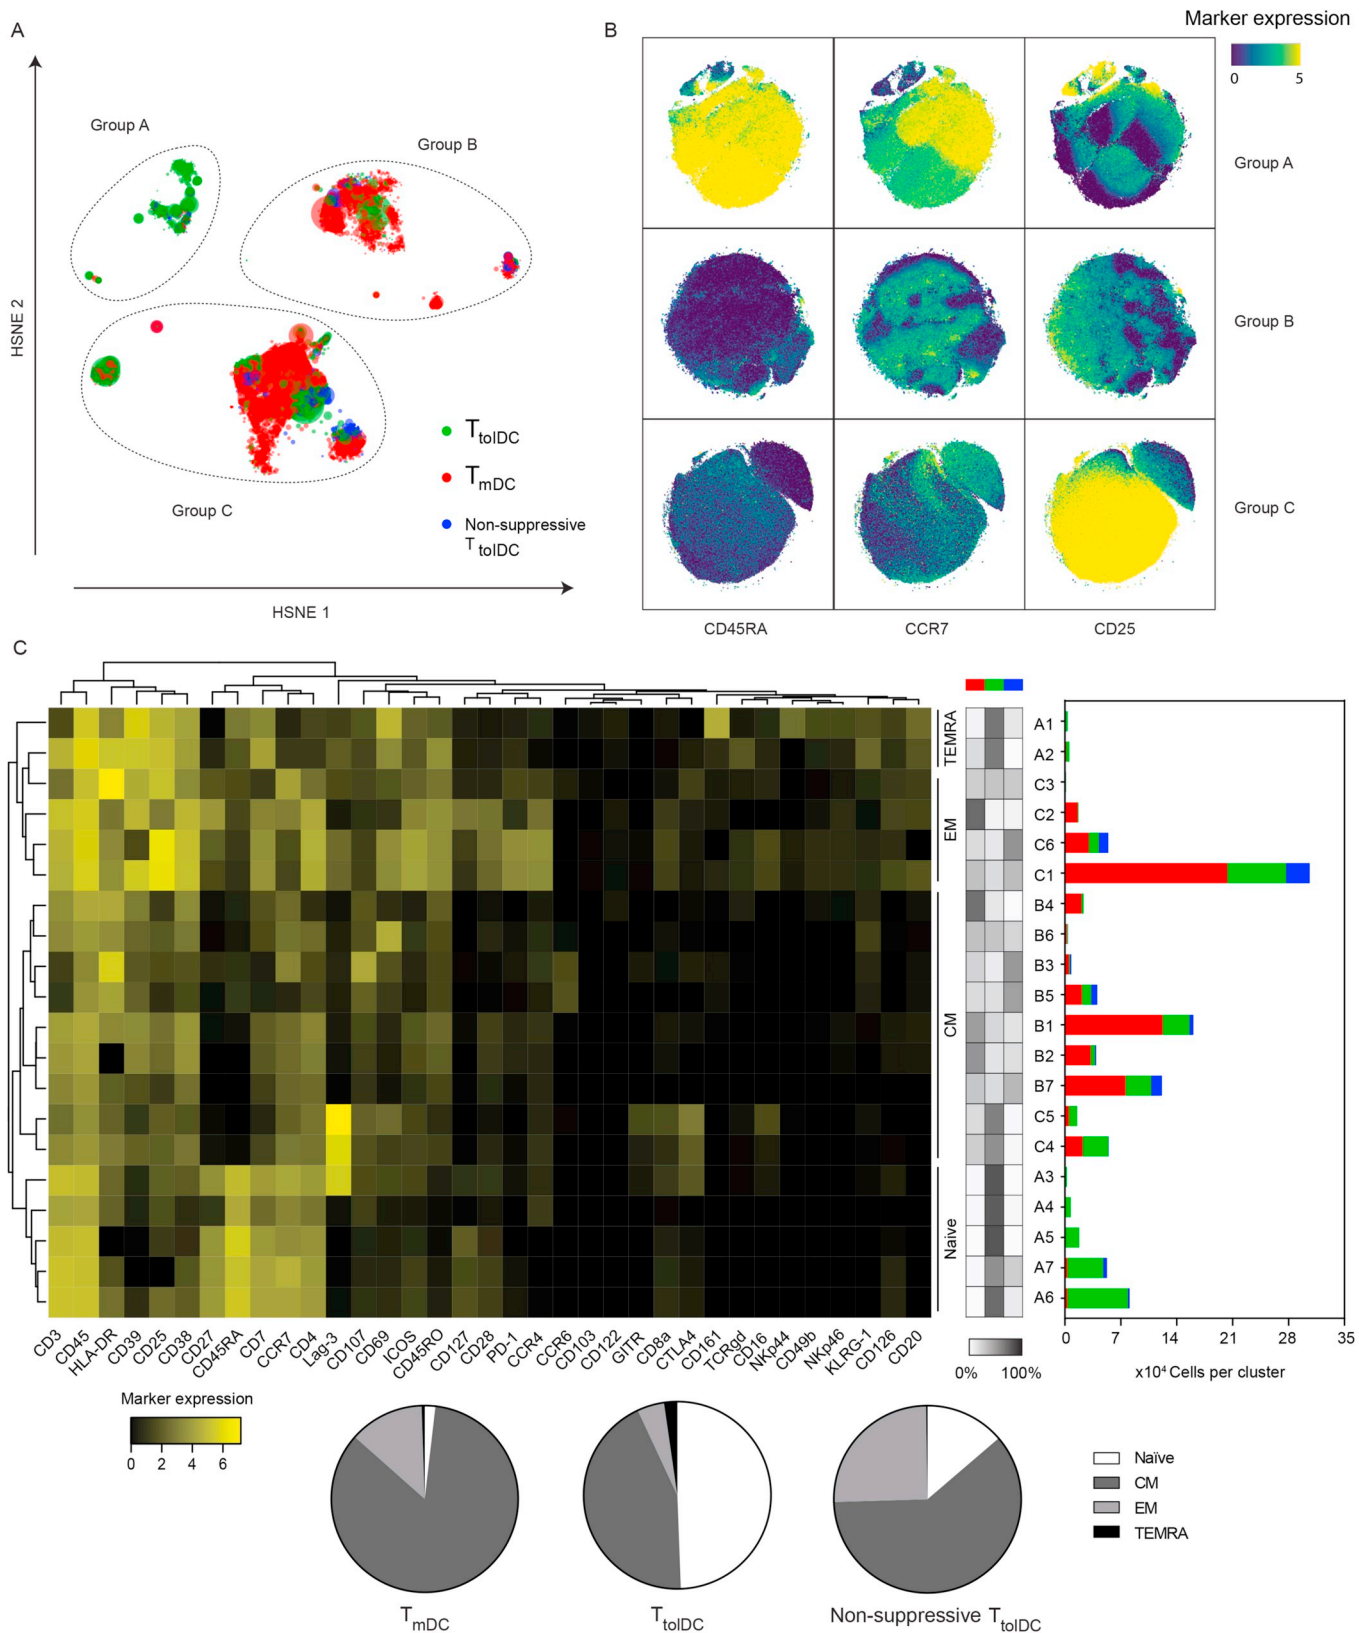 A
HSNE 2
HSNE 1
Group A
Group B
Group C
TtolDC
TmDC
Non-suppressive
TtolDC
B
Marker expression
0 5
Group A
Group B
Group C
CD45RA CCR7 CD25
C
TEMRA
EM
CM
Naïve
A1
A2
C3
C2
C6
C1
B4
B6
B3
B5
B1
B2
B7
C5
C4
A3
A4
A5
A7
A6
CD3 CD45 HLA-DR CD39 CD25 CD38 CD27 CD45RA CD7 CCR7 CD4 Lag-3 CD107 CD69 ICOS CD45RO CD127 CD28 PD-1 CCR4 CCR6 CD103 CD122 GITR CD8a CTLA4 CD161 TCRgd CD16 NKp44 CD49b NKp46 KLRG-1 CD126 CD20
0% 100%
0 7 14 21 28 35
x10⁴ Cells per cluster
Marker expression
0 2 4 6
Naïve
CM
EM
TEMRA
TmDC
TtolDC
Non-suppressive TtolDC